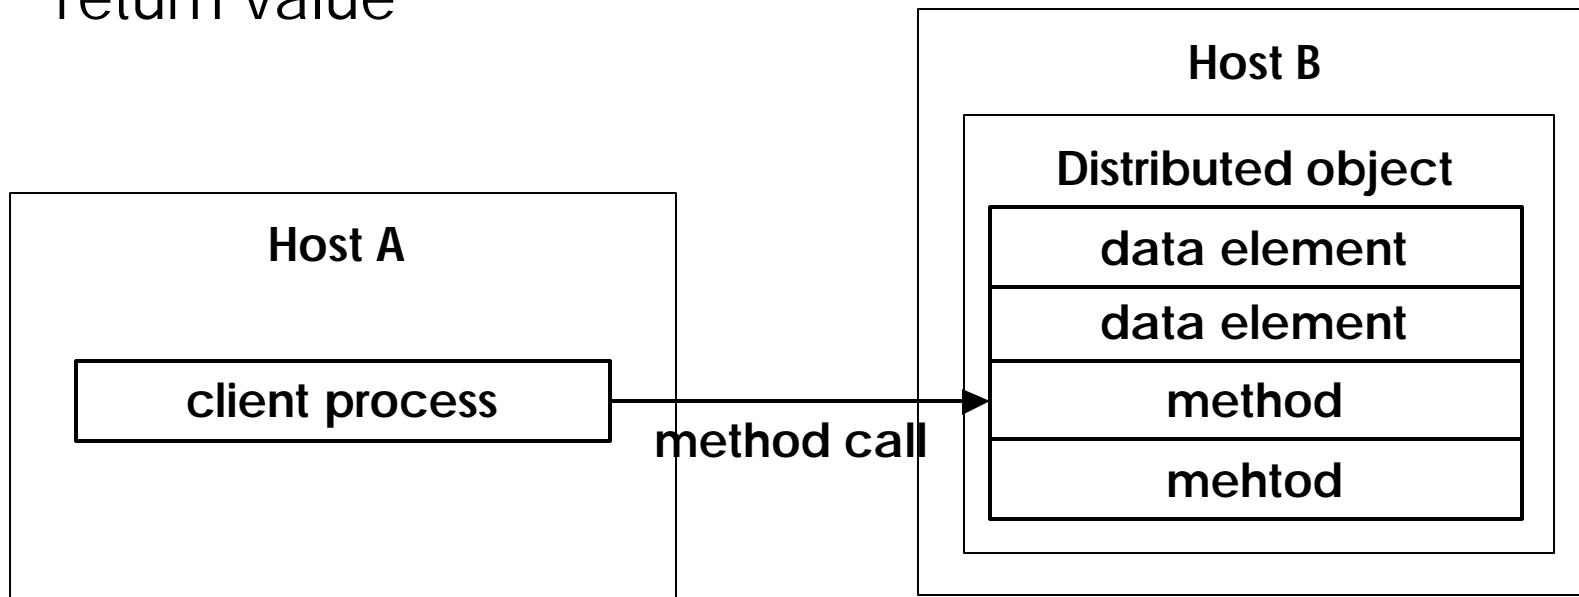 return value
Host B
Distributed object
Host A
data element
data element
client process
method
method call
mehtod